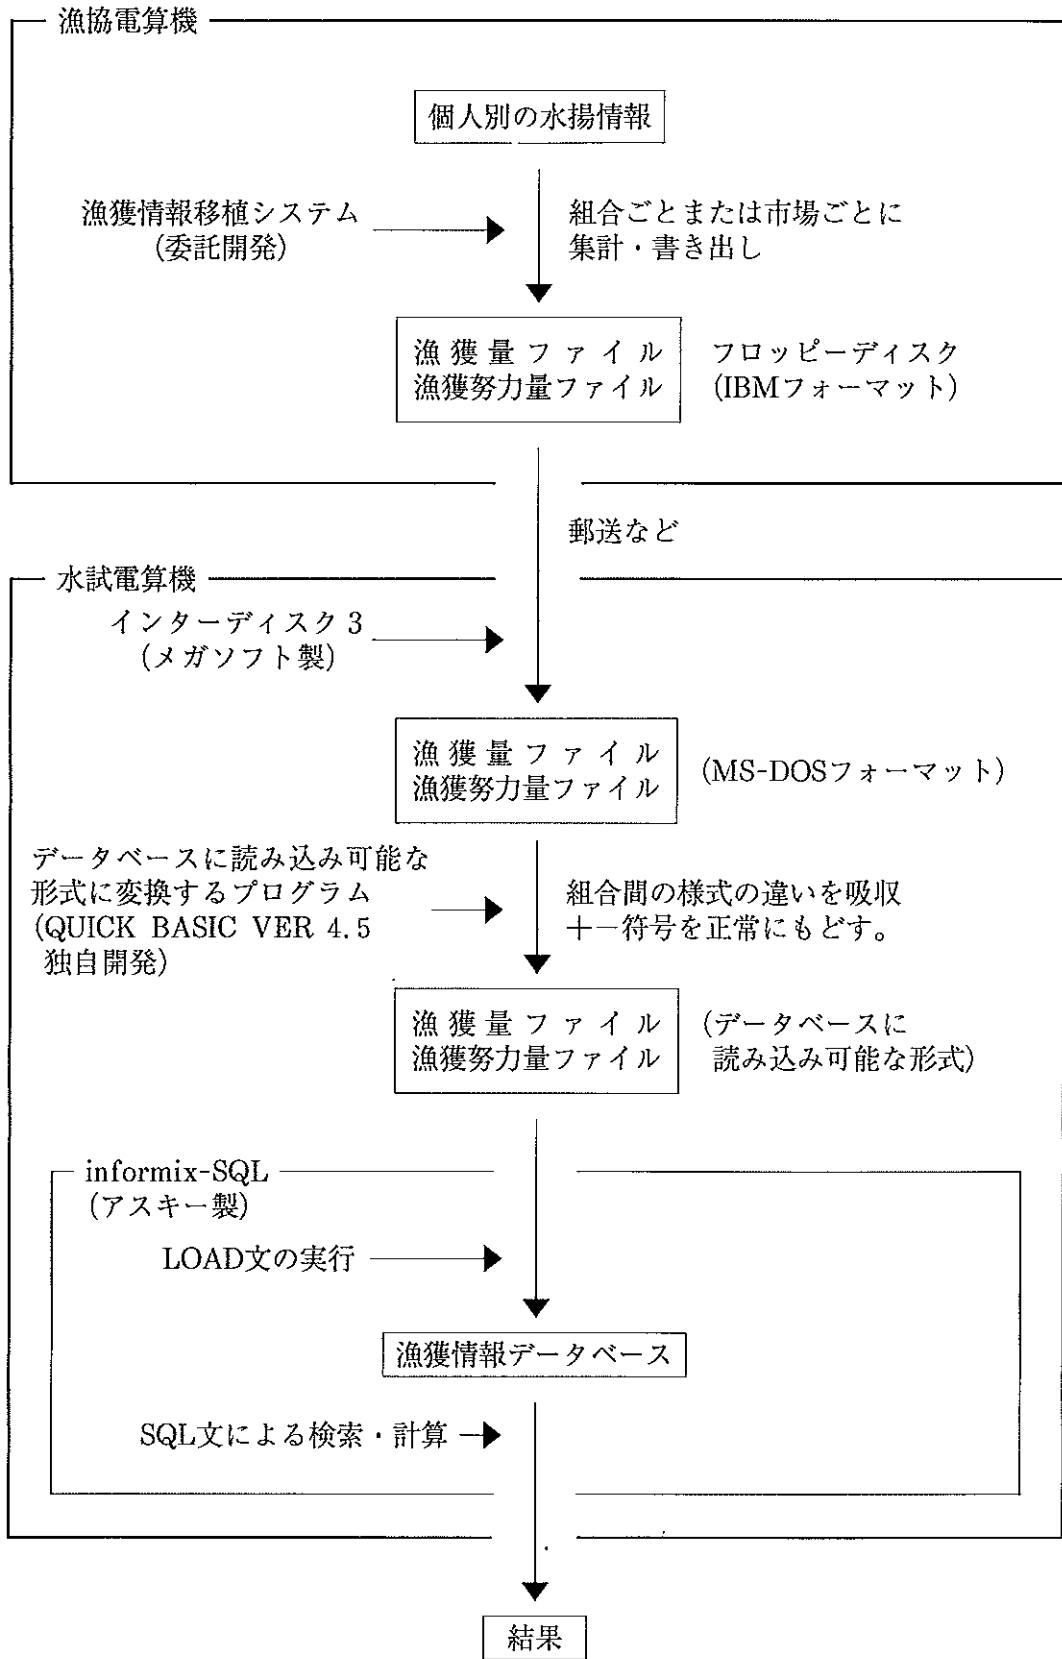 漁協電算機
個人別の水揚情報
漁獲情報移植システム
(委託開発)
組合ごとまたは市場ごとに
集計・書き出し
漁獲量ファイル
漁獲努力量ファイル
フロッピーディスク
(IBMフォーマット)
郵送など
水試電算機
インターディスク3
(メガソフト製)
漁獲量ファイル
漁獲努力量ファイル
(MS-DOSフォーマット)
データベースに読み込み可能な
形式に変換するプログラム
(QUICK BASIC VER 4.5
独自開発)
組合間の様式の違いを吸収
+-符号を正常にもどす。
漁獲量ファイル
漁獲努力量ファイル
(データベースに
読み込み可能な形式)
informix-SQL
(アスキー製)
LOAD文の実行
漁獲情報データベース
SQL文による検索・計算
結果